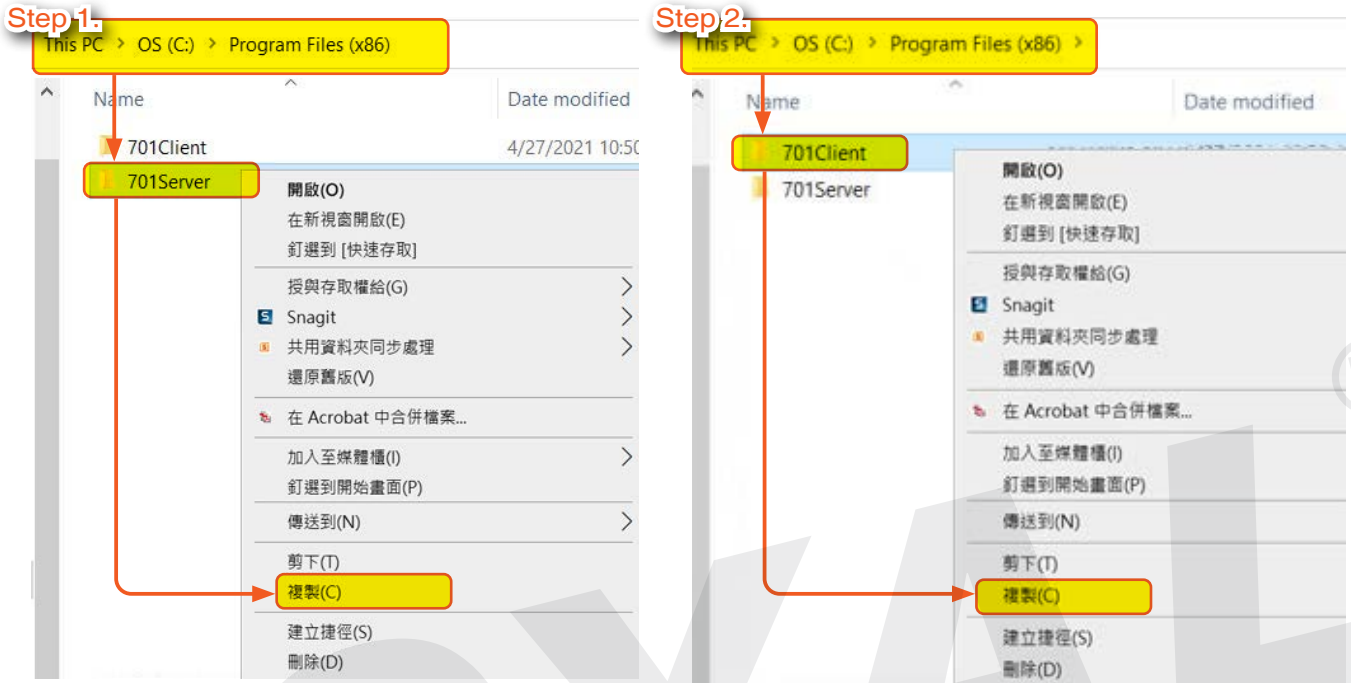 Step 1.
This PC > OS (C:) > Program Files (x86)
Name
Date modified
701Client
4/27/2021 10:50
701Server
開啟(O)
在新視窗開啟(E)
釘選到 [快速存取]
授與存取權給(G)
Snagit
共用資料夾同步處理
還原舊版(V)
在 Acrobat 中合併檔案...
加入至媒體櫃(I)
釘選到開始畫面(P)
傳送到(N)
剪下(T)
複製(C)
建立捷徑(S)
刪除(D)
Step 2.
This PC > OS (C:) > Program Files (x86) >
Name
Date modified
701Client
701Server
開啟(O)
在新視窗開啟(E)
釘選到 [快速存取]
授與存取權給(G)
Snagit
共用資料夾同步處理
還原舊版(V)
在 Acrobat 中合併檔案...
加入至媒體櫃(I)
釘選到開始畫面(P)
傳送到(N)
剪下(T)
複製(C)
建立捷徑(S)
刪除(D)